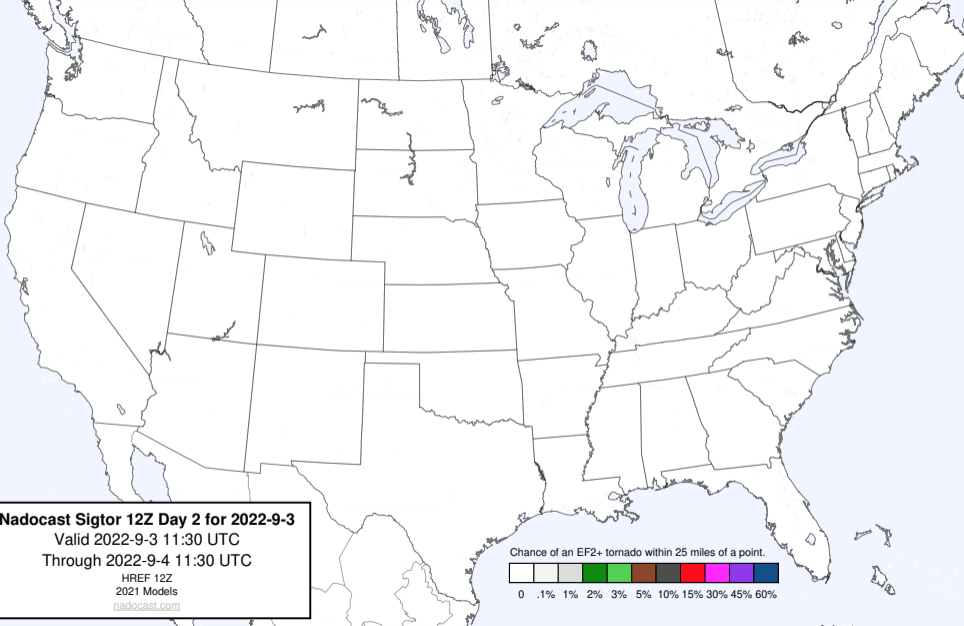 Nadocast Sigtor 12Z Day 2 for 2022-9-3
Valid 2022-9-3 11:30 UTC
Through 2022-9-4 11:30 UTC
HREF 12Z
2021 Models
nadocast.com
Chance of an EF2+ tornado within 25 miles of a point.
0 .1% 1% 2% 3% 5% 10% 15% 30% 45% 60%